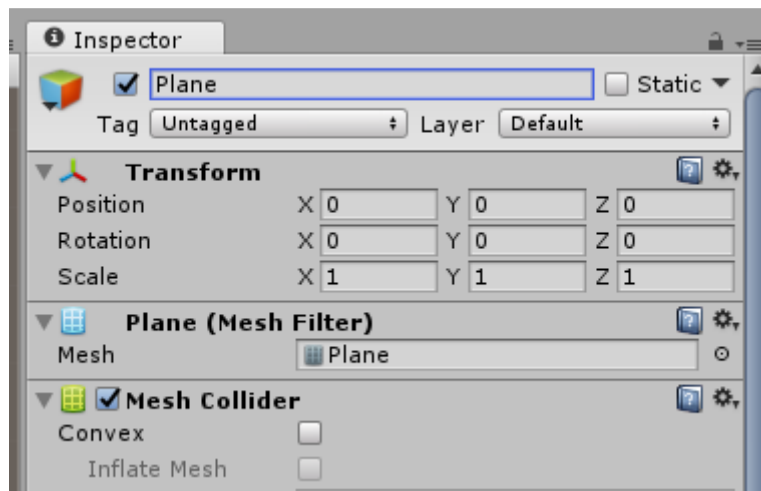 Inspector
Plane Static
Tag Untagged Layer Default
Transform
Position X 0 Y 0 Z 0
Rotation X 0 Y 0 Z 0
Scale X 1 Y 1 Z 1
Plane (Mesh Filter)
Mesh Plane
Mesh Collider
Convex
Inflate Mesh